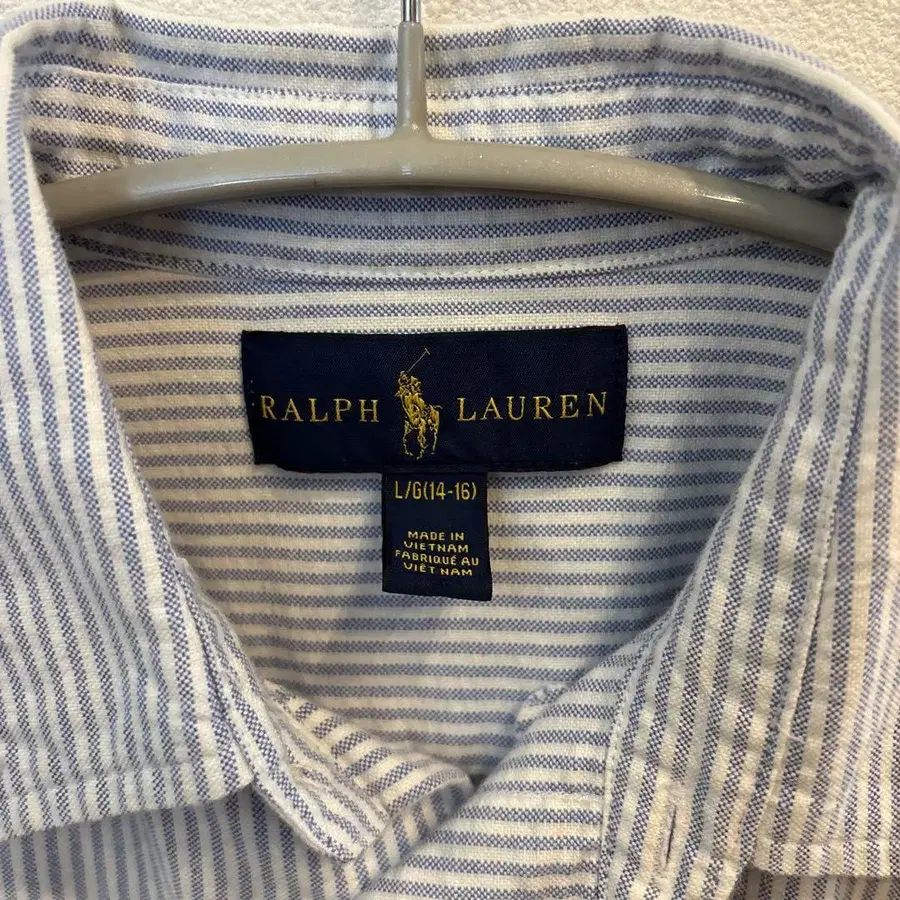 RALPH LAUREN
L/G(14-16)
MADE IN
VIETNAM
FABRIQUÉ AU
VIÊT NAM